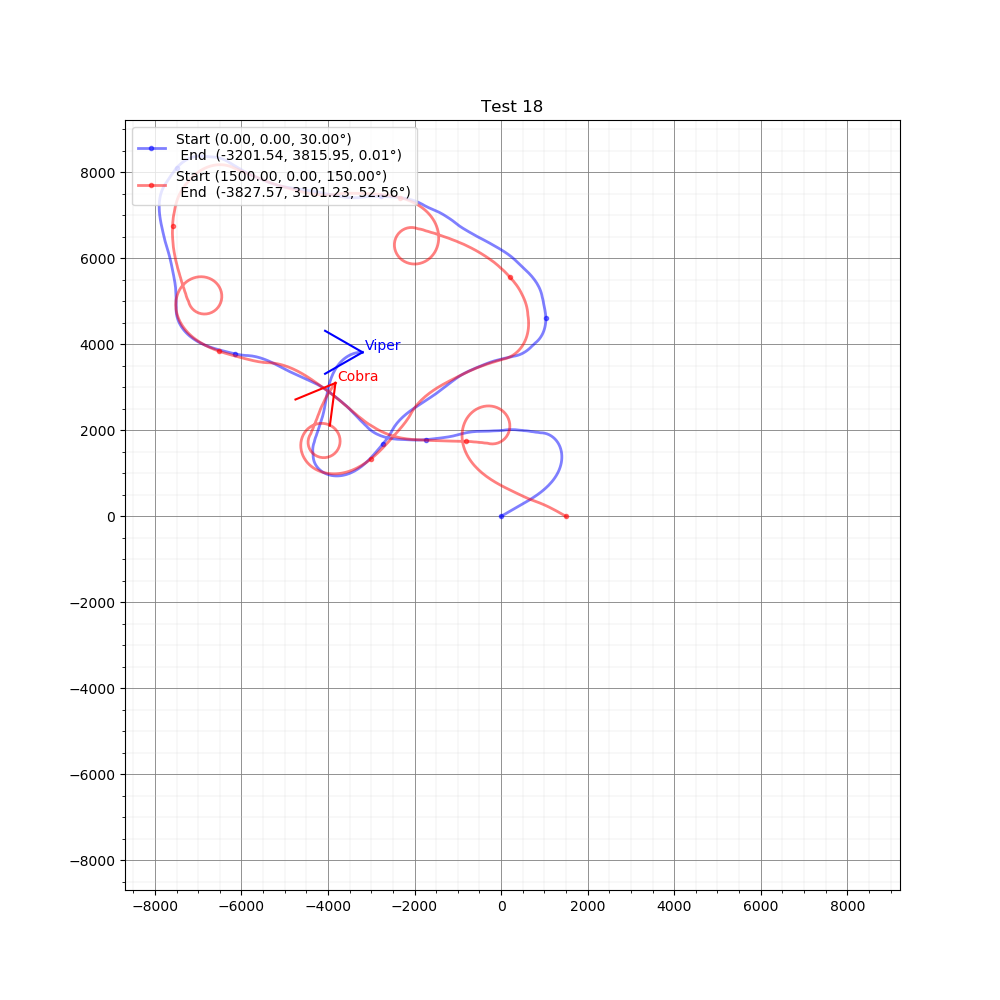 Test 18
Start (0.00, 0.00, 30.00°)
End (-3201.54, 3815.95, 0.01°)
Start (1500.00, 0.00, 150.00°)
End (-3827.57, 3101.23, 52.56°)
8000
6000
4000
2000
0
−2000
−4000
−6000
−8000
Viper
Cobra
−8000 −6000 −4000 −2000 0 2000 4000 6000 8000